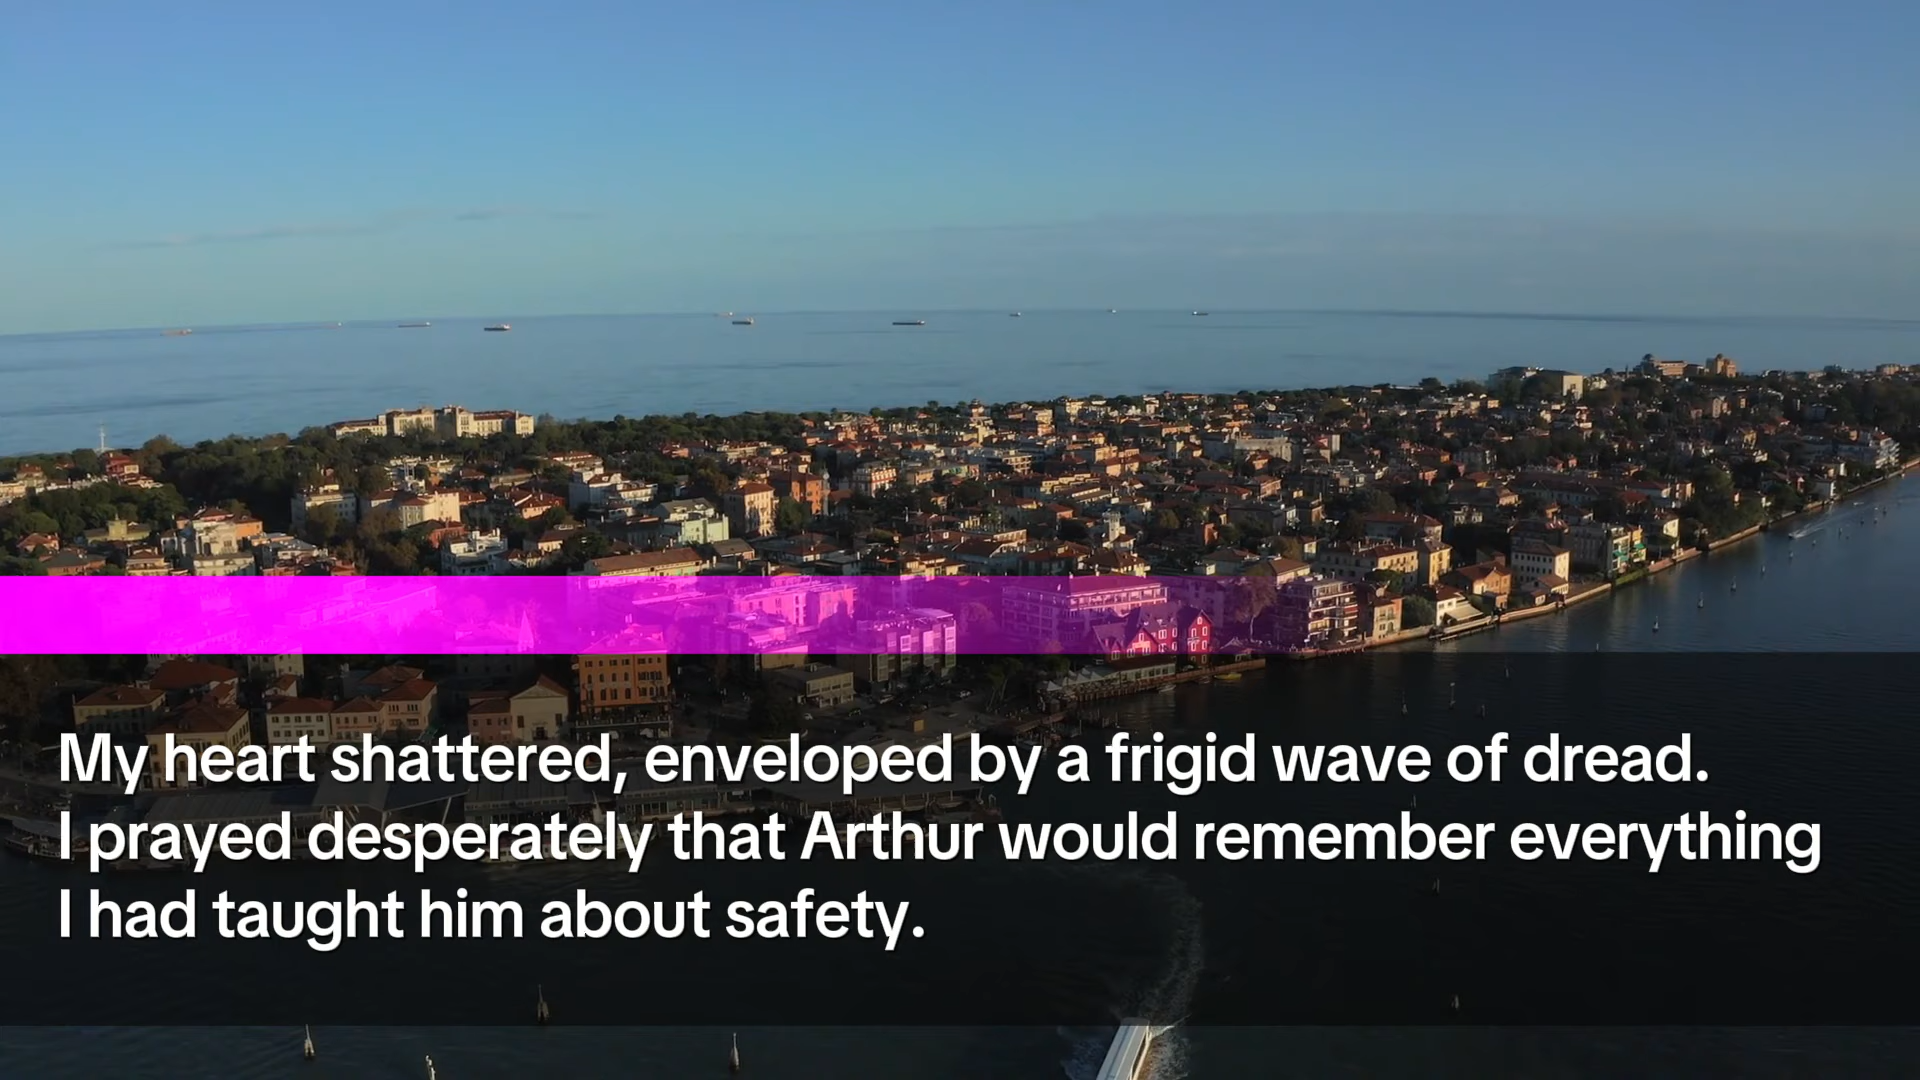 My heart shattered, enveloped by a frigid wave of dread.
I prayed desperately that Arthur would remember everything
I had taught him about safety.